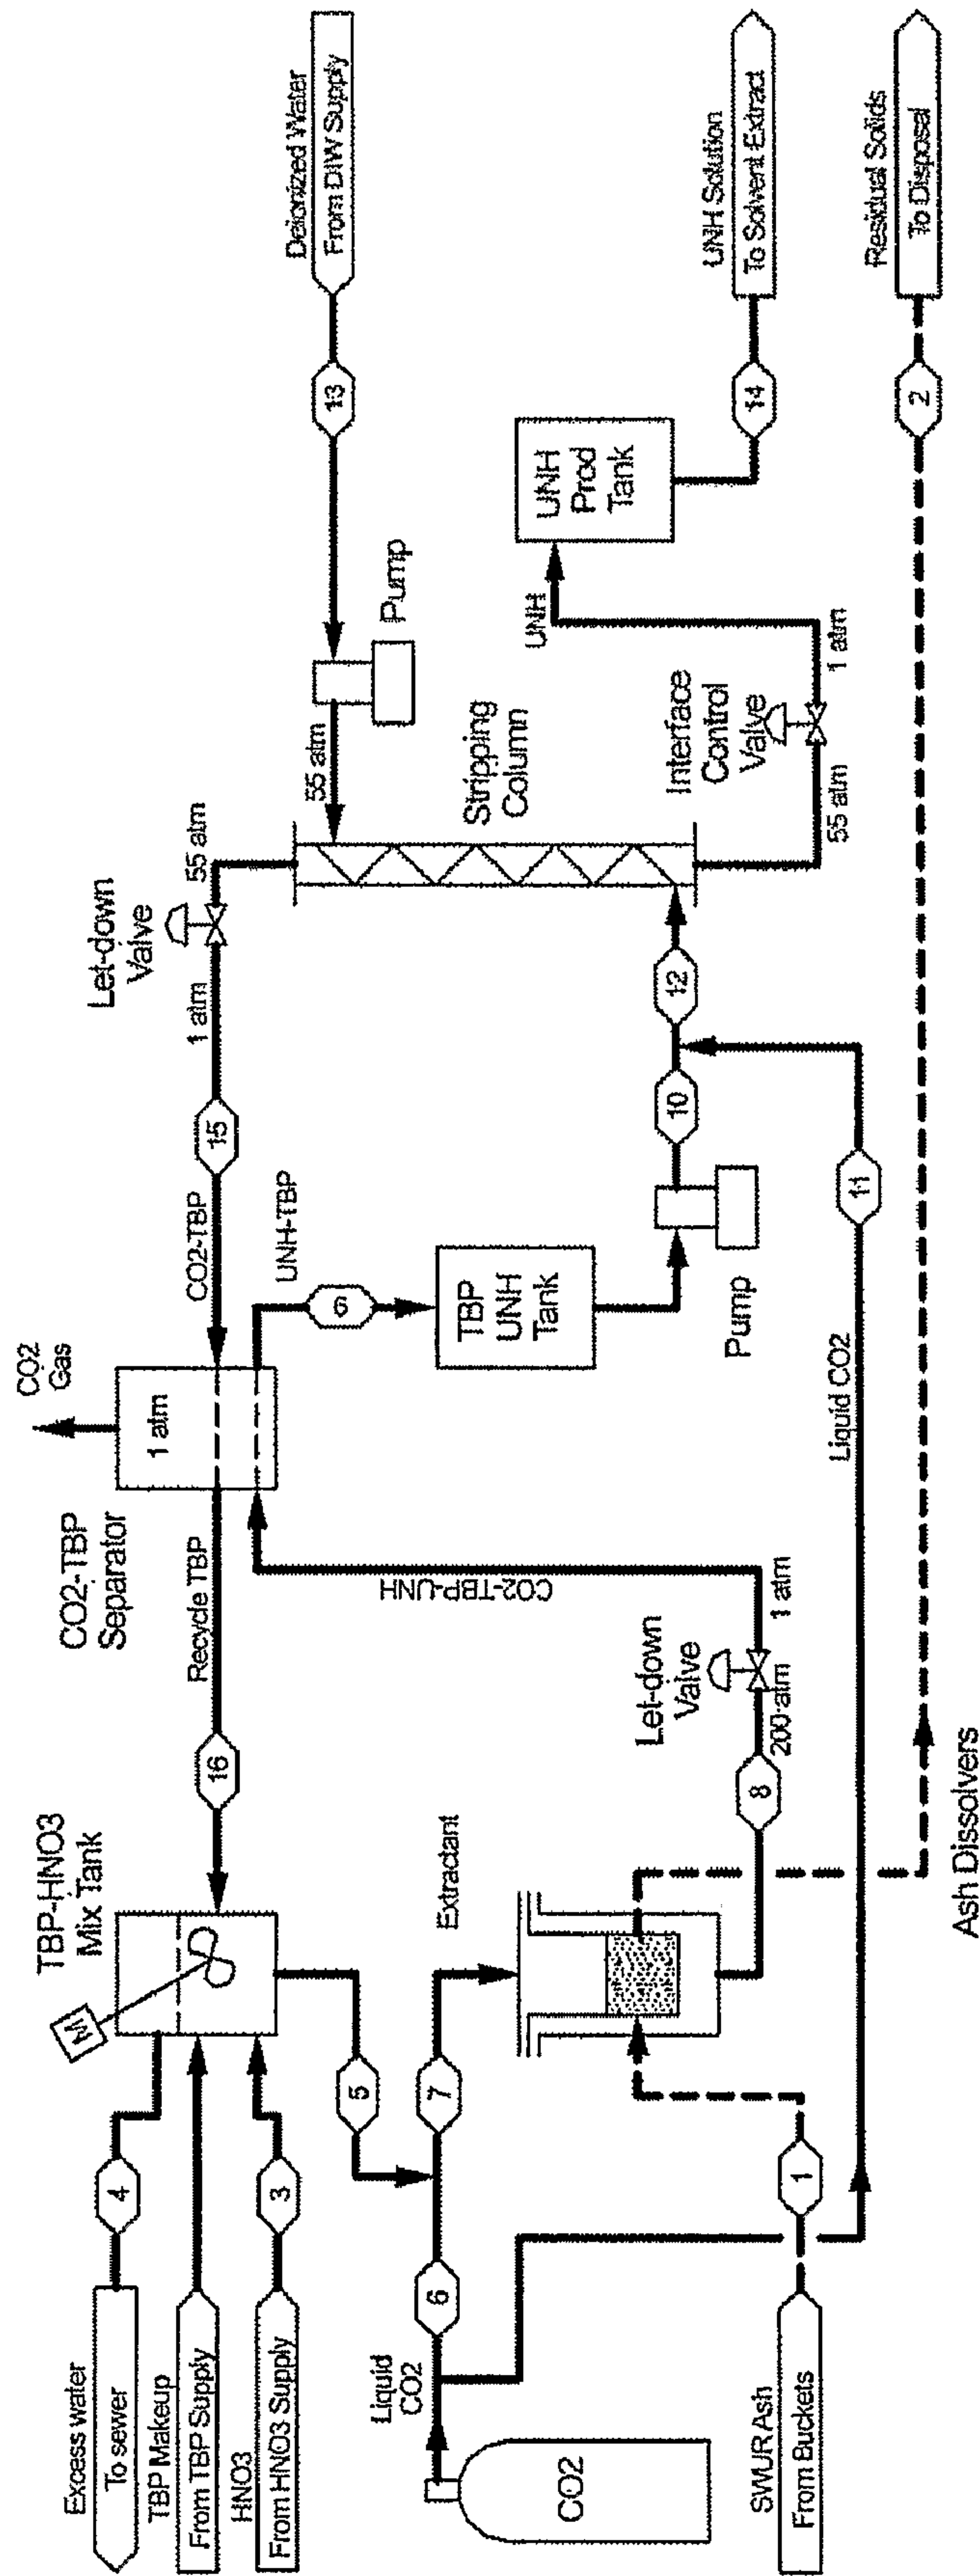 Excess water
To sewer
4
TBP Makeup
From TBP Supply
HNO3
From HNO3 Supply
3
M
TBP-HNO3
Mix Tank
16
Recycle TBP
CO2-TBP
Separator
CO2
Gas
1 atm
CO2-TBP
15
1 atm
Let-down
Valve
55 atm
Deionized Water
From DIW Supply
13
Pump
55 atm
Stripping
Column
UNH-TBP
6
TBP
UNH
Tank
Pump
10
12
CO2-TBP-UNH
Liquid
CO2
6
5
7
Extractant
CO2
Let-down
Valve
200 atm
1 atm
8
Interface
Control
Valve
55 atm
1 atm
UNH
UNH
Prod
Tank
14
UNH Solution
To Solvent Extract
Liquid CO2
11
SWUR Ash
From Buckets
1
Ash Dissolvers
2
Residual Solids
To Disposal